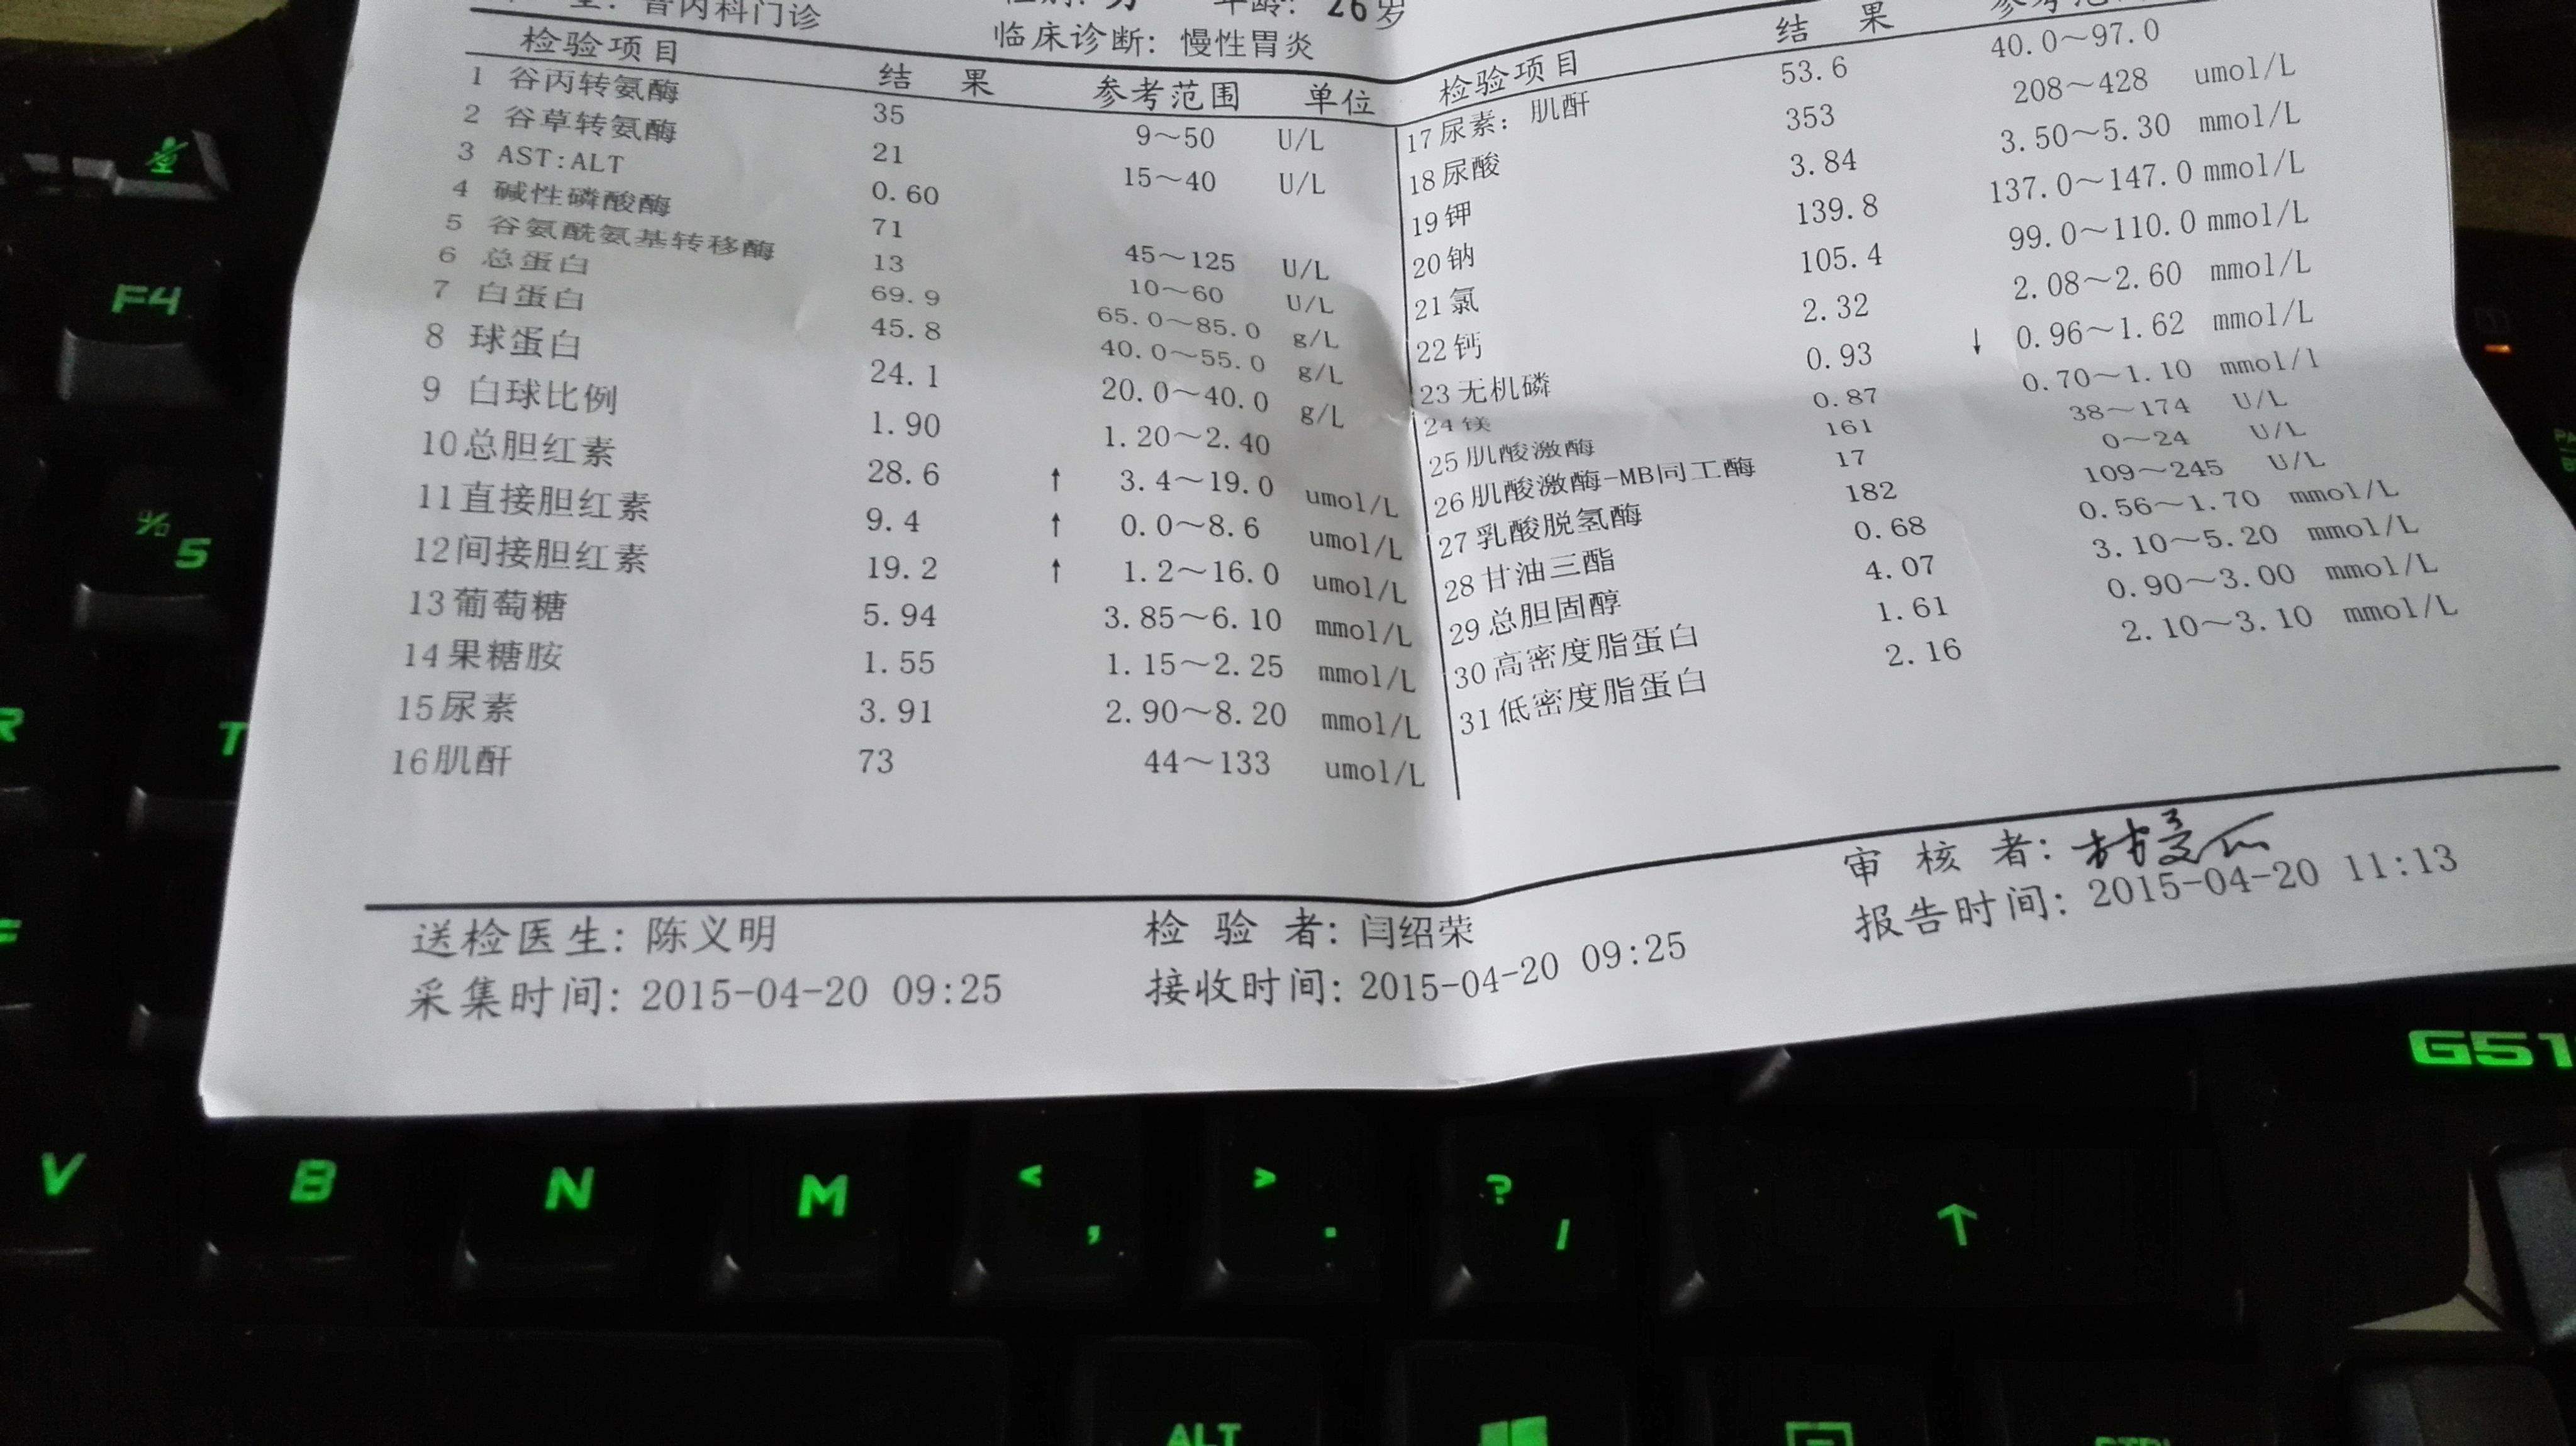 普内科门诊 男 26岁
临床诊断: 慢性胃炎
检验项目 结 果 参考范围 单位
1 谷丙转氨酶 35 9~50 U/L
2 谷草转氨酶 21 15~40 U/L
3 AST:ALT 0.60
4 碱性磷酸酶 71 45~125 U/L
5 谷氨酰氨基转移酶 13 10~60 U/L
6 总蛋白 69.9 65.0~85.0 g/L
7 白蛋白 45.8 40.0~55.0 g/L
8 球蛋白 24.1 20.0~40.0 g/L
9 白球比例 1.90 1.20~2.40
10 总胆红素 28.6 ↑ 3.4~19.0 umol/L
11 直接胆红素 9.4 ↑ 0.0~8.6 umol/L
12 间接胆红素 19.2 ↑ 1.2~16.0 umol/L
13 葡萄糖 5.94 3.85~6.10 mmol/L
14 果糖胺 1.55 1.15~2.25 mmol/L
15 尿素 3.91 2.90~8.20 mmol/L
16 肌酐 73 44~133 umol/L
检验项目 结 果
17 尿素: 肌酐 53.6 40.0~97.0
18 尿酸 353 208~428 umol/L
19 钾 3.84 3.50~5.30 mmol/L
20 钠 139.8 137.0~147.0 mmol/L
21 氯 105.4 99.0~110.0 mmol/L
22 钙 2.32 2.08~2.60 mmol/L
23 无机磷 0.93 ↓ 0.96~1.62 mmol/L
24 镁 0.87 0.70~1.10 mmol/l
25 肌酸激酶 161 38~174 U/L
26 肌酸激酶-MB同工酶 17 0~24 U/L
27 乳酸脱氢酶 182 109~245 U/L
28 甘油三酯 0.68 0.56~1.70 mmol/L
29 总胆固醇 4.07 3.10~5.20 mmol/L
30 高密度脂蛋白 1.61 0.90~3.00 mmol/L
31 低密度脂蛋白 2.16 2.10~3.10 mmol/L
审 核 者:
送检医生: 陈义明 检 验 者: 闫绍荣 报告时间: 2015-04-20 11:13
采集时间: 2015-04-20 09:25 接收时间: 2015-04-20 09:25
F4
% 5
R T
G51
V B N M < , > . ? / ↑
ALT